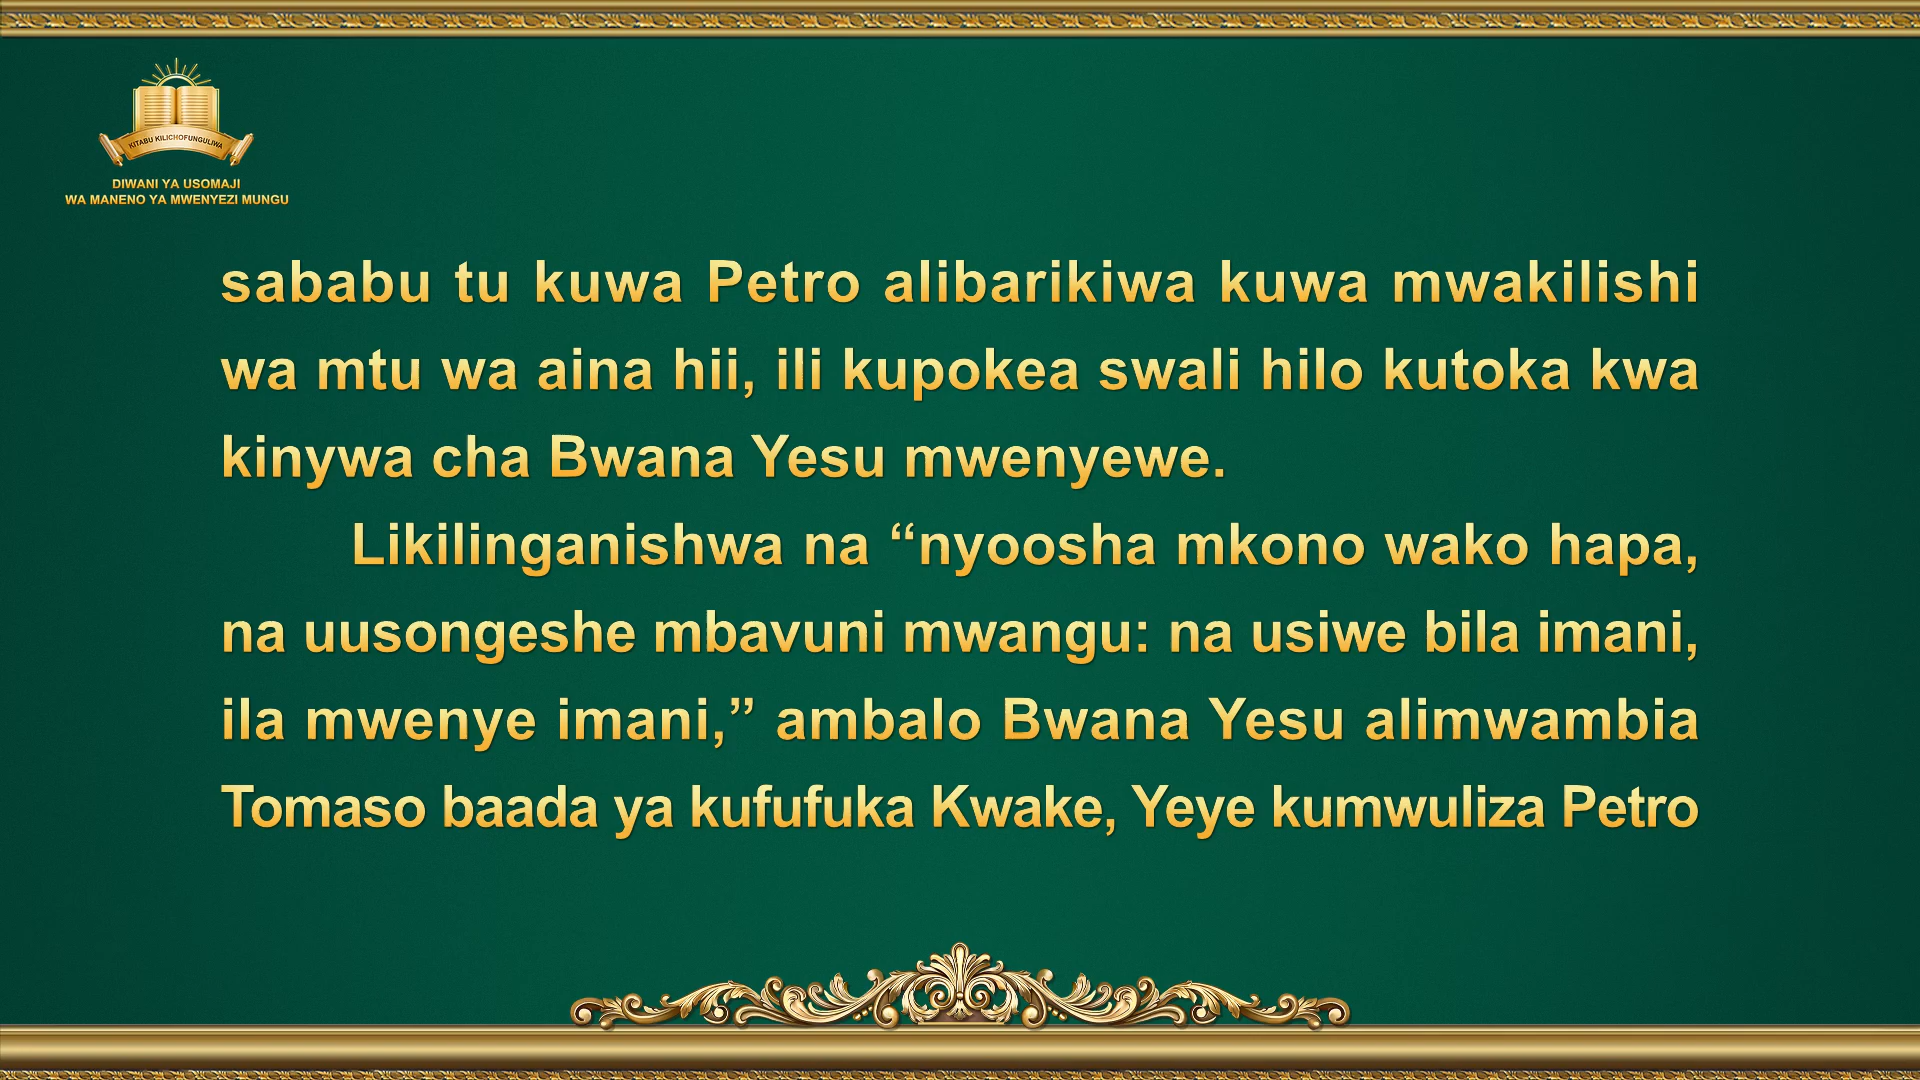 KITABU KILICHOFUNGULIWA
DIWANI YA USOMAJI
WA MANENO YA MWENYEZI MUNGU
sababu tu kuwa Petro alibarikiwa kuwa mwakilishi
wa mtu wa aina hii, ili kupokea swali hilo kutoka kwa
kinywa cha Bwana Yesu mwenyewe.
Likilinganishwa na “nyoosha mkono wako hapa,
na uusongeshe mbavuni mwangu: na usiwe bila imani,
ila mwenye imani,” ambalo Bwana Yesu alimwambia
Tomaso baada ya kufufuka Kwake, Yeye kumwuliza Petro